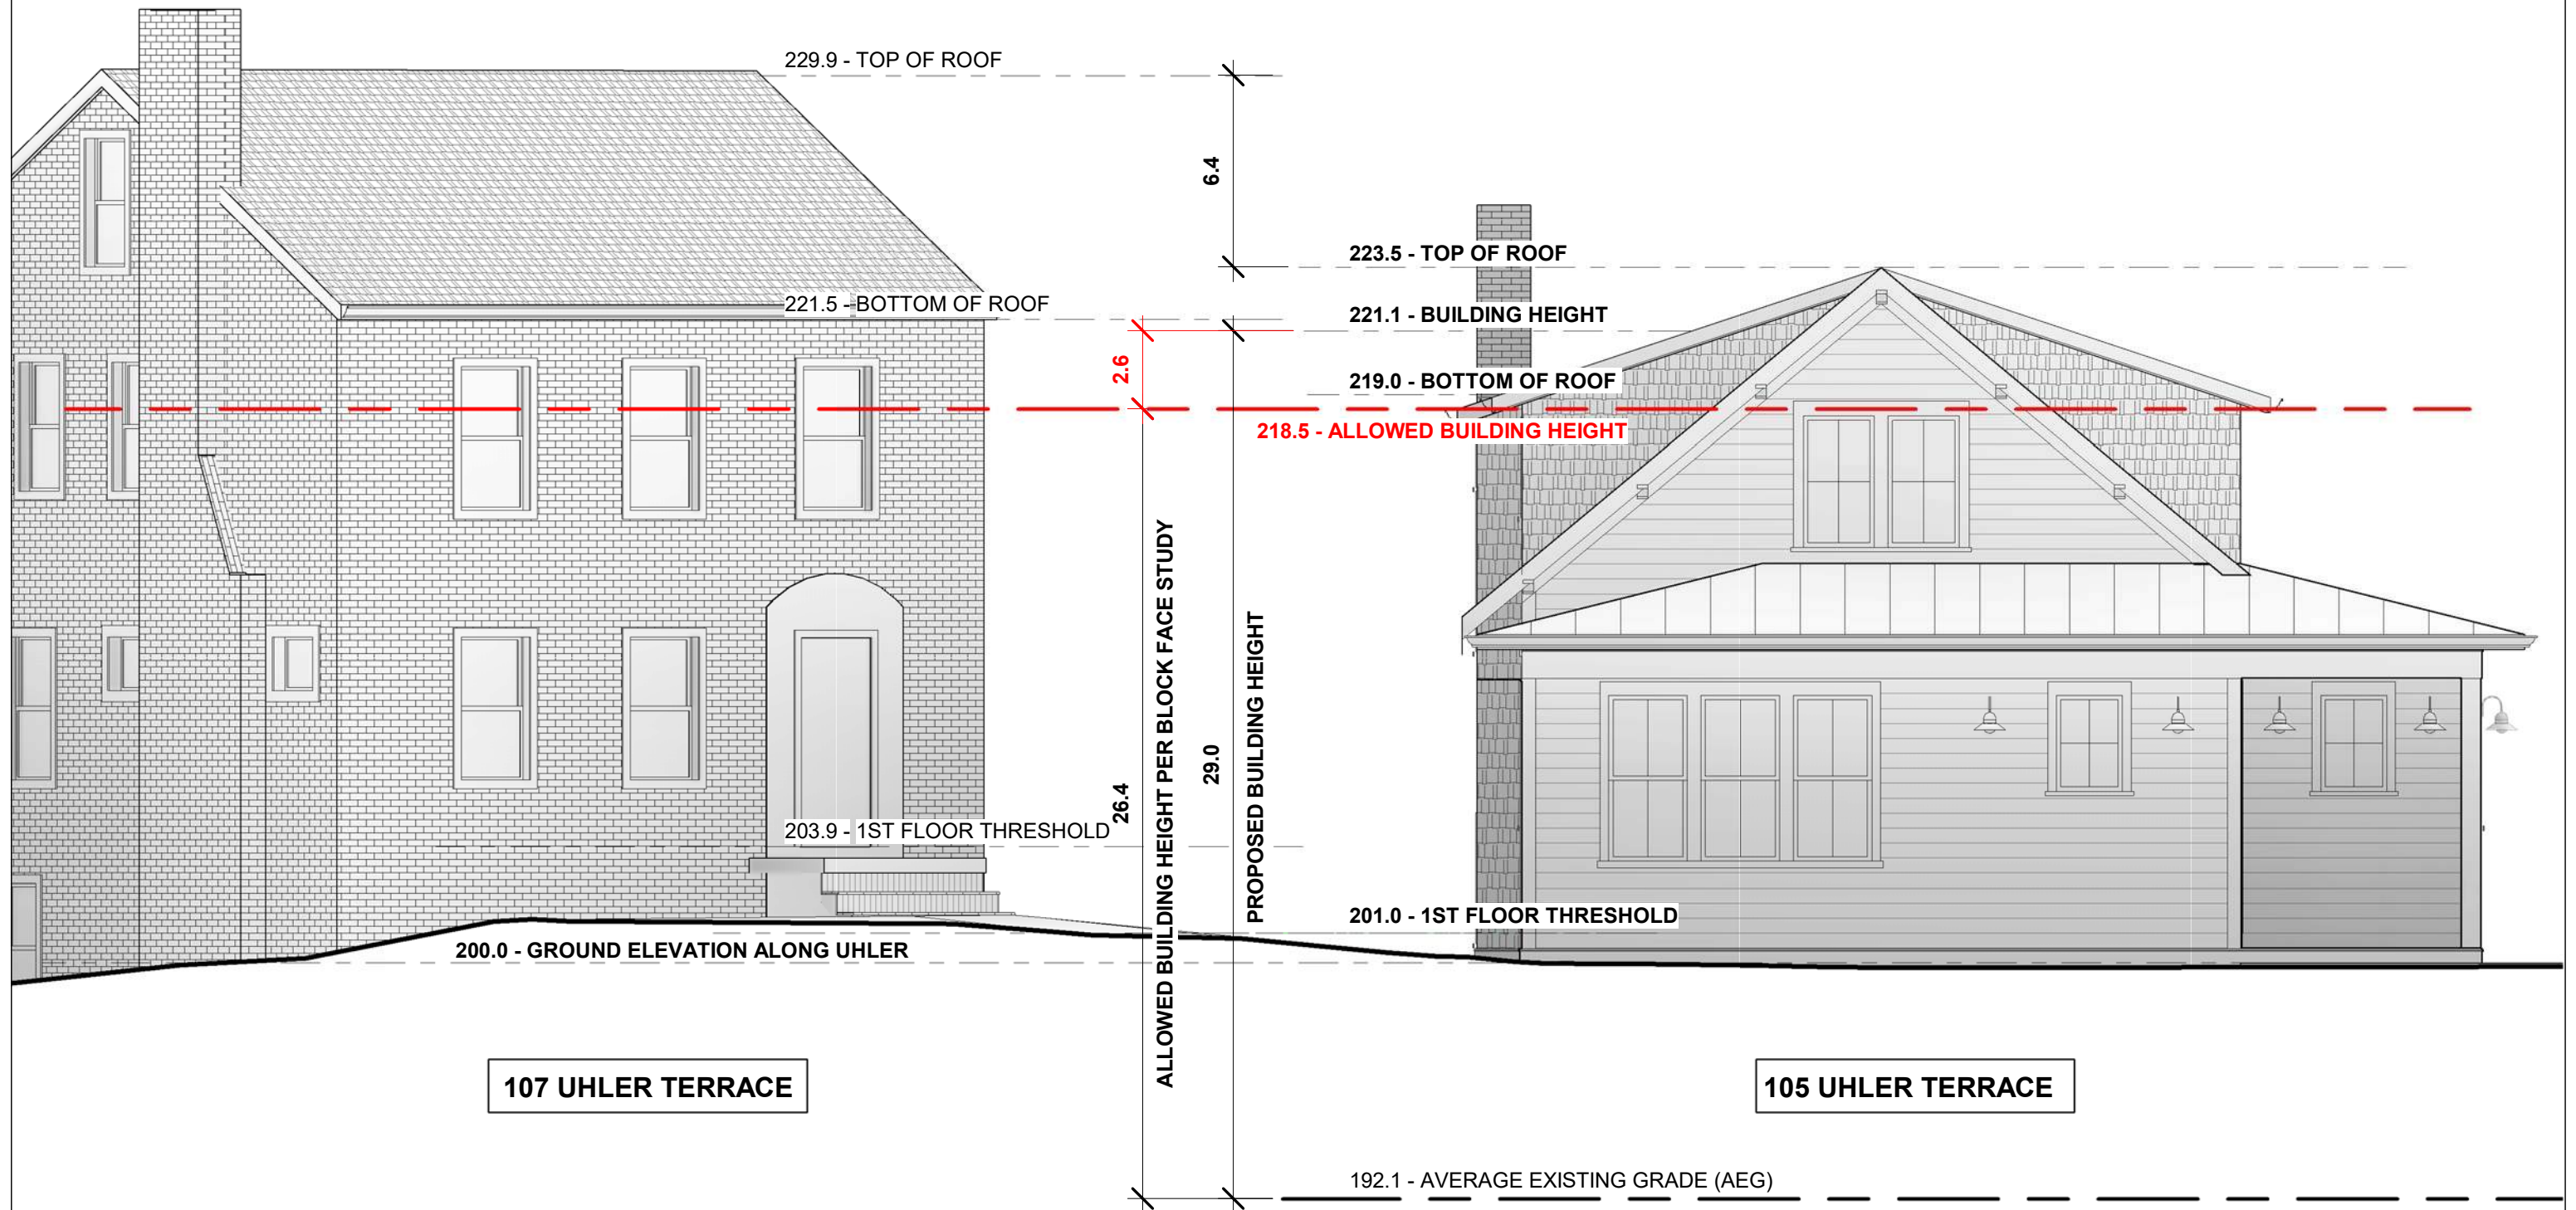 229.9 - TOP OF ROOF
6.4
223.5 - TOP OF ROOF
221.5 - BOTTOM OF ROOF
221.1 - BUILDING HEIGHT
2.6
219.0 - BOTTOM OF ROOF
218.5 - ALLOWED BUILDING HEIGHT
ALLOWED BUILDING HEIGHT PER BLOCK FACE STUDY
26.4
PROPOSED BUILDING HEIGHT
29.0
203.9 - 1ST FLOOR THRESHOLD
201.0 - 1ST FLOOR THRESHOLD
200.0 - GROUND ELEVATION ALONG UHLER
107 UHLER TERRACE
105 UHLER TERRACE
192.1 - AVERAGE EXISTING GRADE (AEG)